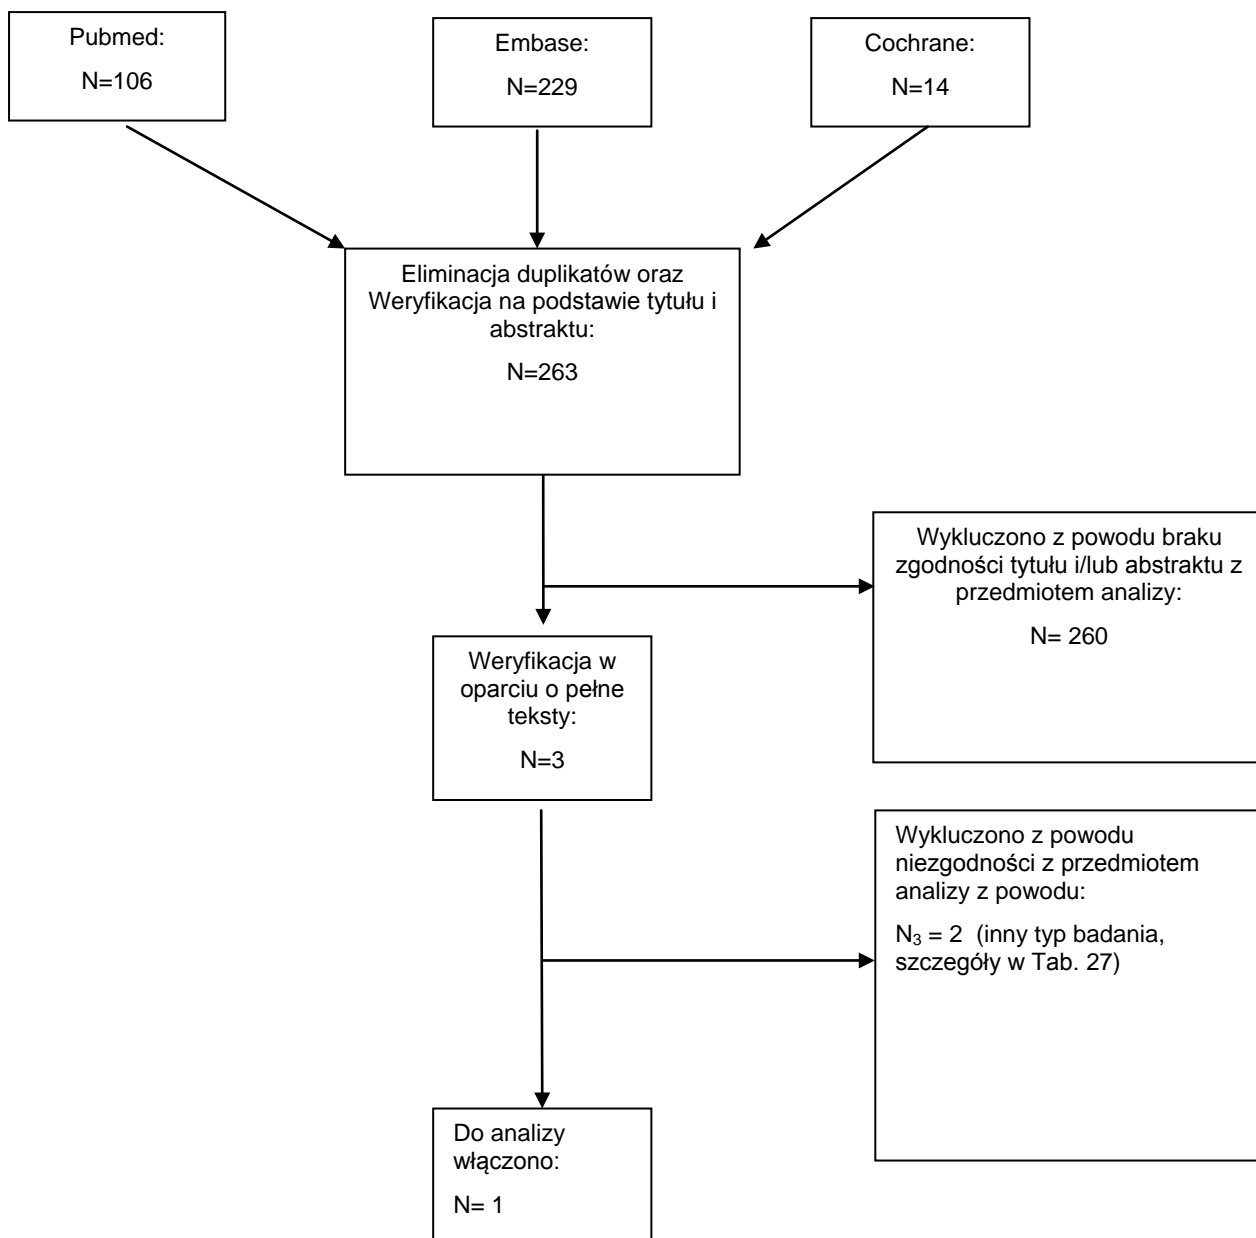 Pubmed:
N=106
Embase:
N=229
Cochrane:
N=14
Eliminacja duplikatów oraz
Weryfikacja na podstawie tytułu i
abstraktu:
N=263
Wykluczono z powodu braku
zgodności tytułu i/lub abstraktu z
przedmiotem analizy:
N= 260
Weryfikacja w
oparciu o pełne
teksty:
N=3
Wykluczono z powodu
niezgodności z przedmiotem
analizy z powodu:
N₃ = 2 (inny typ badania,
szczegóły w Tab. 27)
Do analizy
włączono:
N= 1